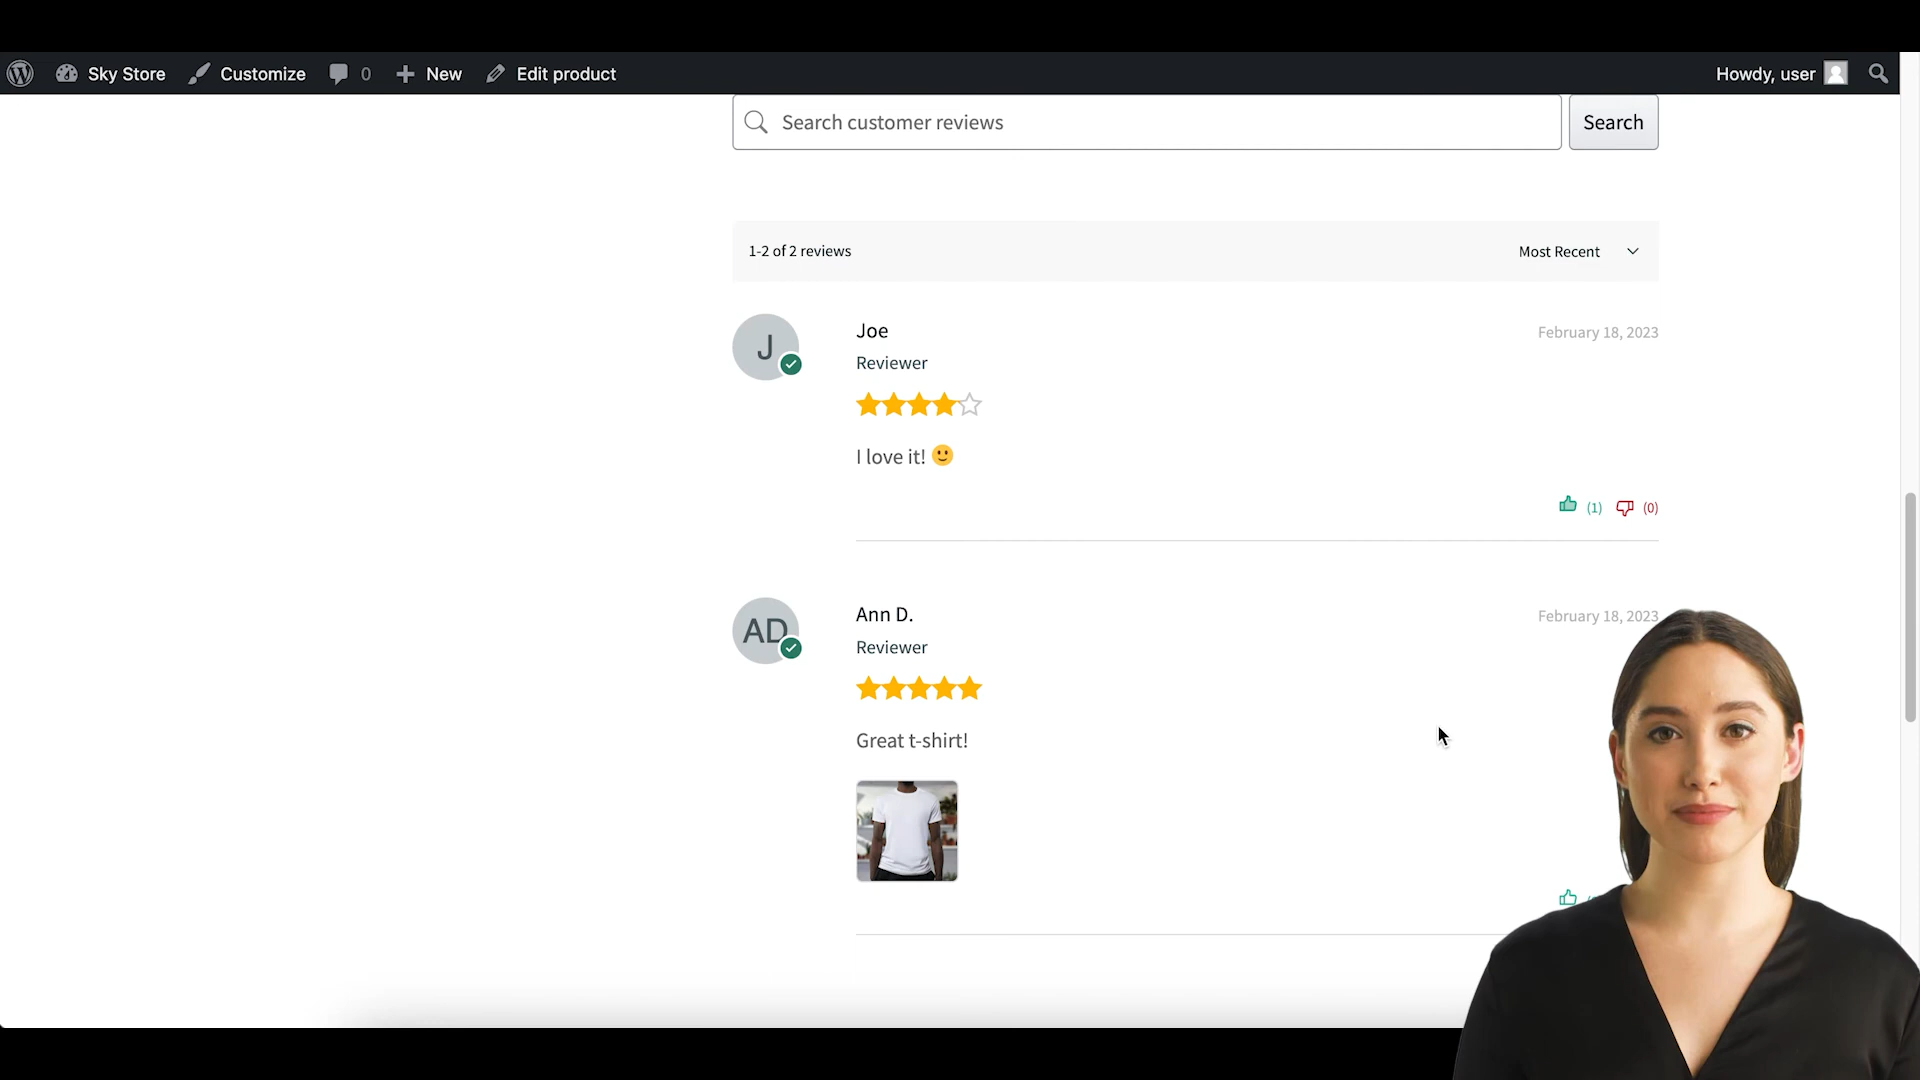 Sky Store Customize 0 New Edit product Howdy, user
Search customer reviews Search
1-2 of 2 reviews Most Recent
J
Joe February 18, 2023
Reviewer
I love it! 🙂
(1) (0)
AD
Ann D. February 18, 2023
Reviewer
Great t-shirt!